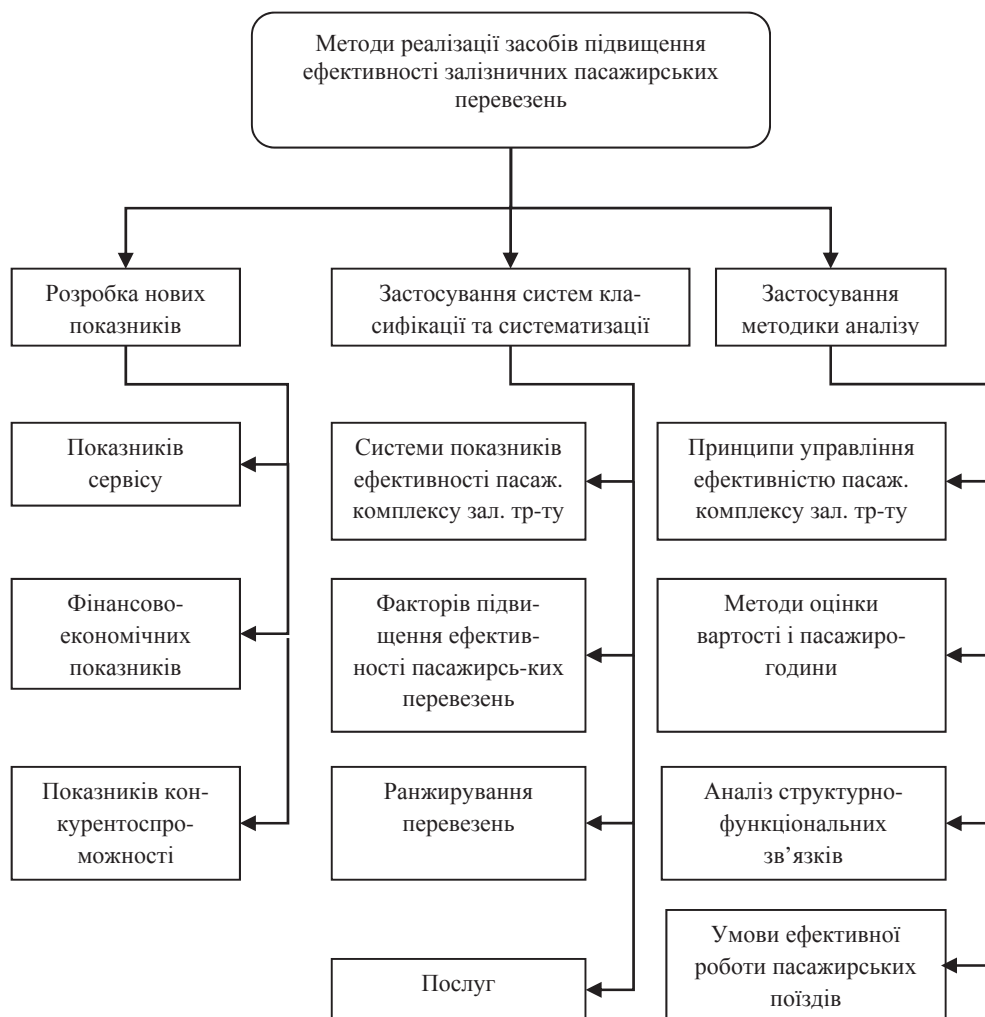 Методи реалізації засобів підвищення
ефективності залізничних пасажирських
перевезень
Розробка нових
показників
Застосування систем кла-
сифікації та систематизації
Застосування
методики аналізу
Показників
сервісу
Системи показників
ефективності пасаж.
комплексу зал. тр-ту
Принципи управління
ефективністю пасаж.
комплексу зал. тр-ту
Фінансово-
економічних
показників
Факторів підви-
щення ефектив-
ності пасажирсь-ких
перевезень
Методи оцінки
вартості і пасажиро-
години
Показників кон-
курентоспро-
можності
Ранжирування
перевезень
Аналіз структурно-
функціональних
зв’язків
Послуг
Умови ефективної
роботи пасажирських
поїздів